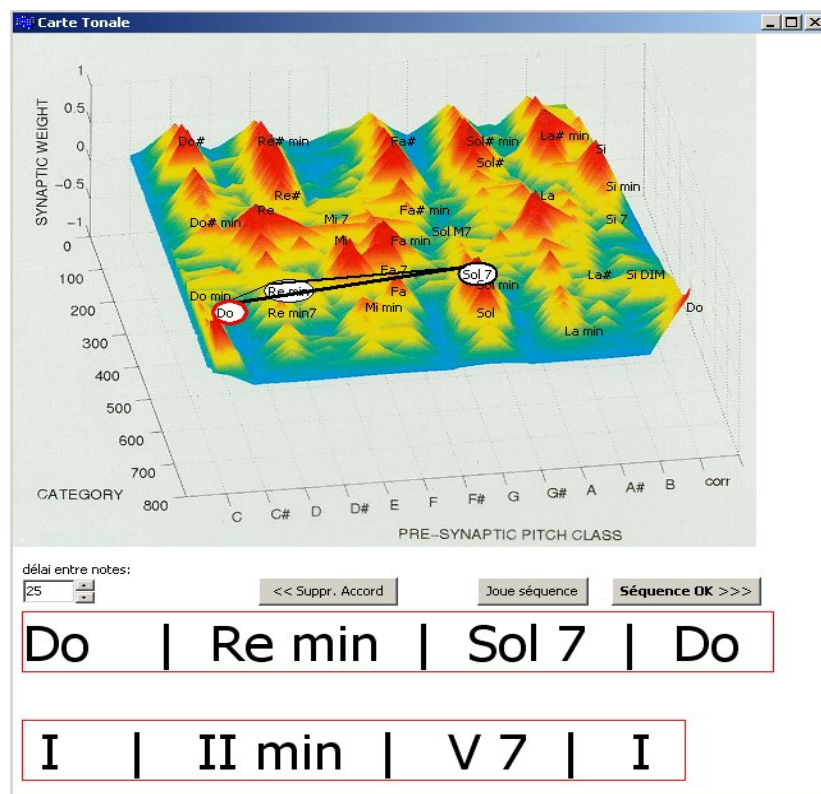 Carte Tonale
1
0.5
0
-0.5
-1
SYNAPTIC WEIGHT
Do# Re# min Fa# Sol# min La# min
Si
Sol#
Re# La Si min
Do# min Re Mi 7 Fa# min Si 7
Mi Fa min Sol M7
Fa 7 Sol 7 La# Si DIM
Do min Re min Fa Sol min
Do Re min7 Mi min Sol La min Do
0
100
200
300
400
500
600
700
800
CATEGORY
C C# D D# E F F# G G# A A# B corr
PRE-SYNAPTIC PITCH CLASS
délai entre notes:
25 << Suppr. Accord Joue séquence Séquence OK >>>
Do | Re min | Sol 7 | Do
I | II min | V 7 | I